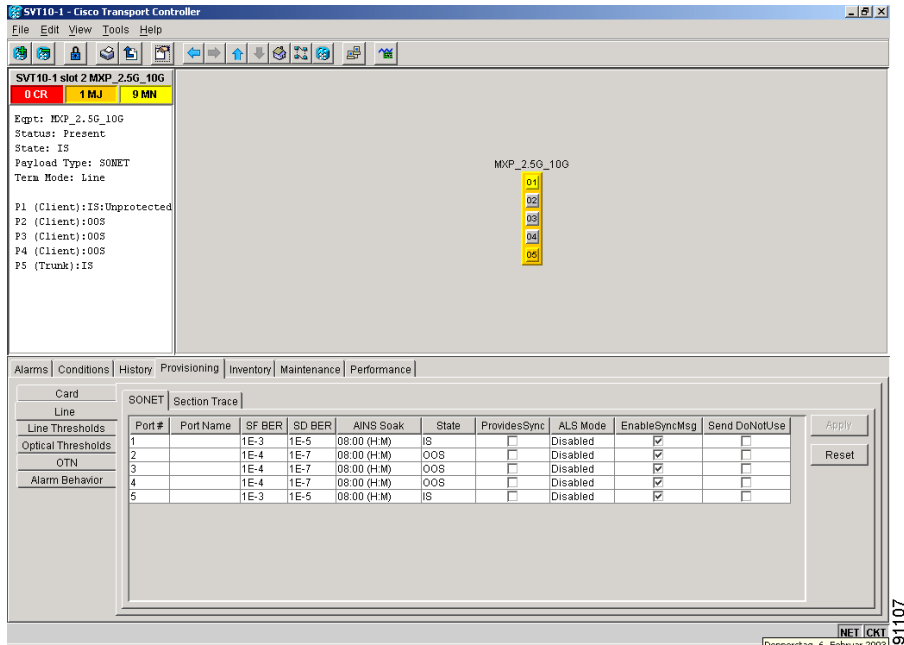 SVT10-1 - Cisco Transport Controller
File Edit View Tools Help
SVT10-1 slot 2 MXP_2.5G_10G
0 CR 1 MJ 9 MN
Eqpt: MXP_2.5G_10G
Status: Present
State: IS
Payload Type: SONET
Term Mode: Line
P1 (Client):IS:Unprotected
P2 (Client):OOS
P3 (Client):OOS
P4 (Client):OOS
P5 (Trunk):IS
MXP_2.5G_10G
01
02
03
04
05
Alarms Conditions History Provisioning Inventory Maintenance Performance
Card
Line
Line Thresholds
Optical Thresholds
OTN
Alarm Behavior
SONET Section Trace
Port # Port Name SF BER SD BER AINS Soak State ProvidesSync ALS Mode EnableSyncMsg Send DoNotUse
1 1E-3 1E-5 08:00 (H:M) IS Disabled
2 1E-4 1E-7 08:00 (H:M) OOS Disabled
3 1E-4 1E-7 08:00 (H:M) OOS Disabled
4 1E-4 1E-7 08:00 (H:M) OOS Disabled
5 1E-3 1E-5 08:00 (H:M) IS Disabled
Apply
Reset
NET CKT
Donnerstag, 6. Februar 2003
91107